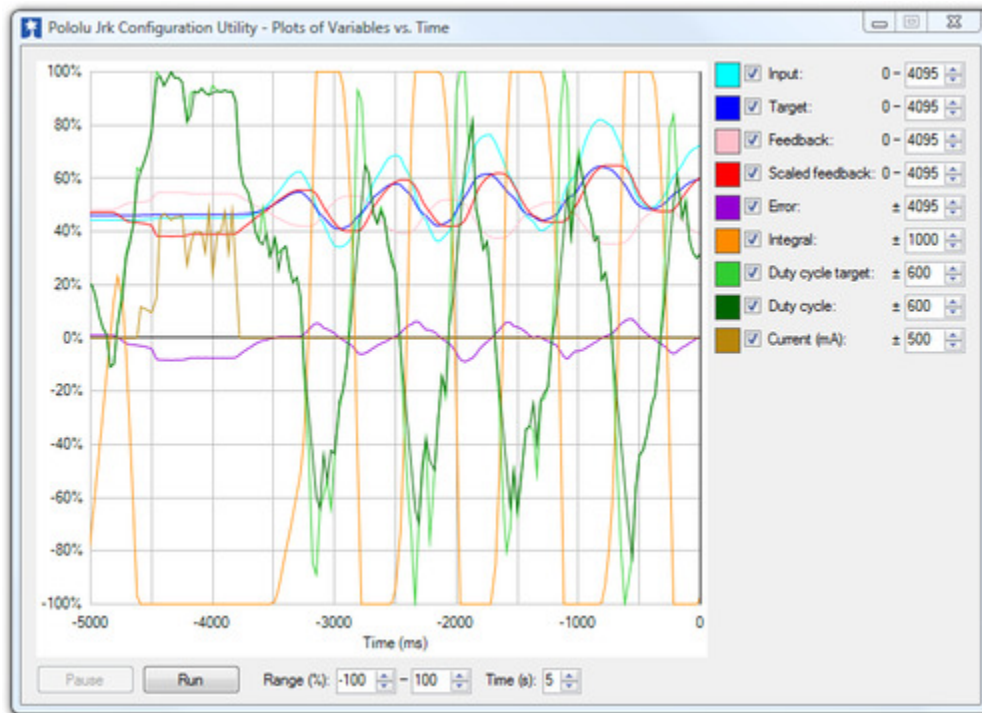 Pololu Jrk Configuration Utility - Plots of Variables vs. Time
100%
80%
60%
40%
20%
0%
-20%
-40%
-60%
-80%
-100%
-5000 -4000 -3000 -2000 -1000 0
Time (ms)
Input: 0 – 4095
Target: 0 – 4095
Feedback: 0 – 4095
Scaled feedback: 0 – 4095
Error: ± 4095
Integral: ± 1000
Duty cycle target: ± 600
Duty cycle: ± 600
Current (mA): ± 500
Pause Run Range (%): -100 – 100 Time (s): 5